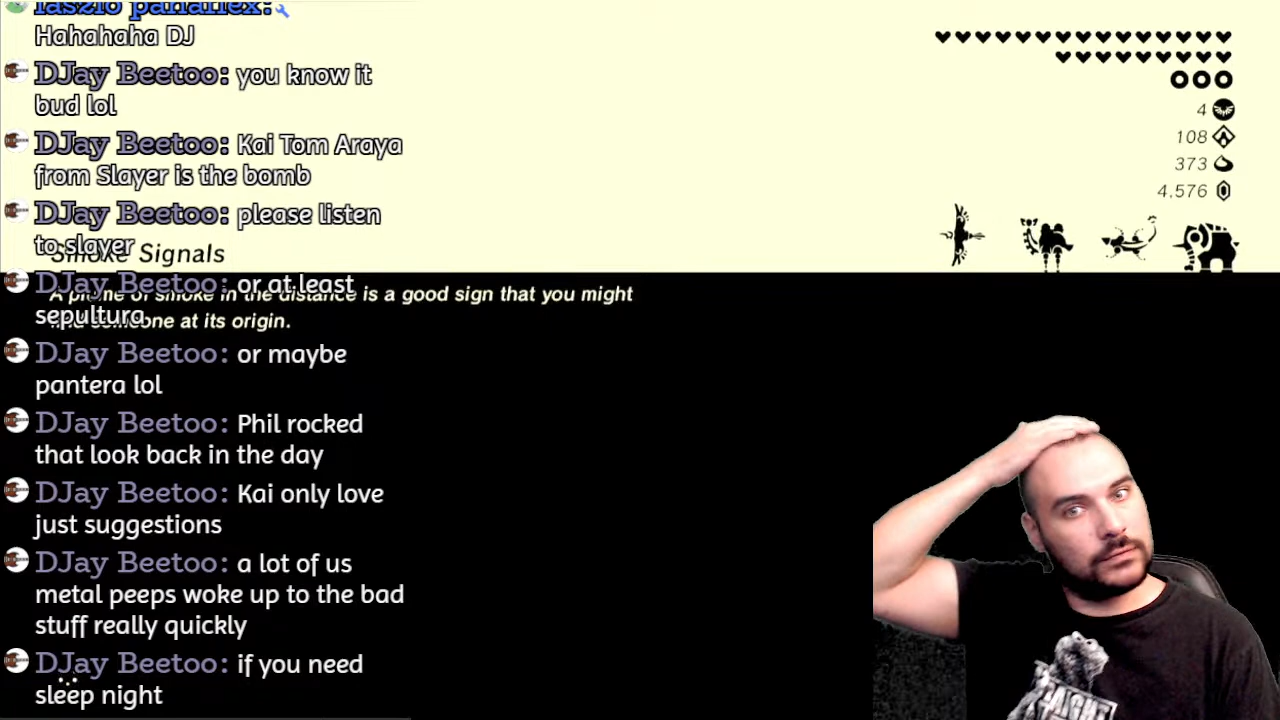 laszlo panaflex:
Hahahaha DJ
DJay Beetoo: you know it
bud lol
DJay Beetoo: Kai Tom Araya
from Slayer is the bomb
DJay Beetoo: please listen
to slayer
DJay Beetoo: or at least
sepultura
DJay Beetoo: or maybe
pantera lol
DJay Beetoo: Phil rocked
that look back in the day
DJay Beetoo: Kai only love
just suggestions
DJay Beetoo: a lot of us
metal peeps woke up to the bad
stuff really quickly
DJay Beetoo: if you need
sleep night
4
108
373
4,576
Smoke Signals
A plume of smoke in the distance is a good sign that you might
someone at its origin.